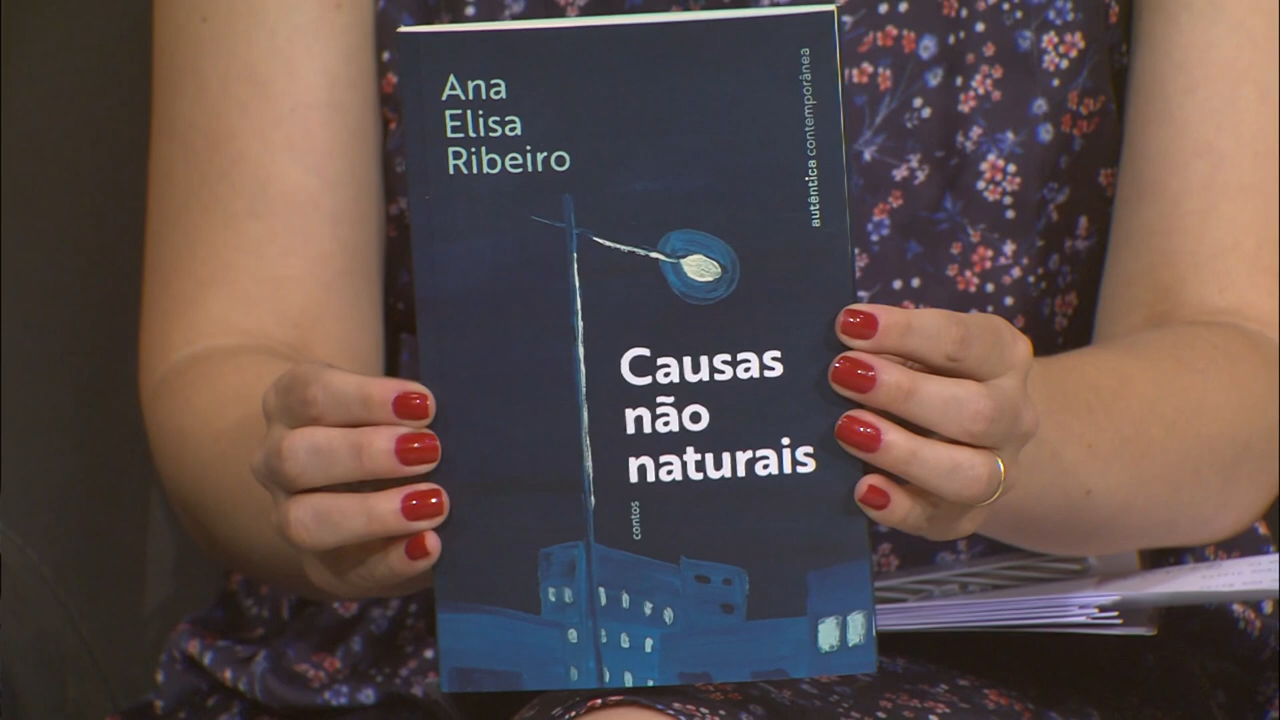 Ana
Elisa
Ribeiro
autêntica contemporânea
Causas
não
naturais
contos